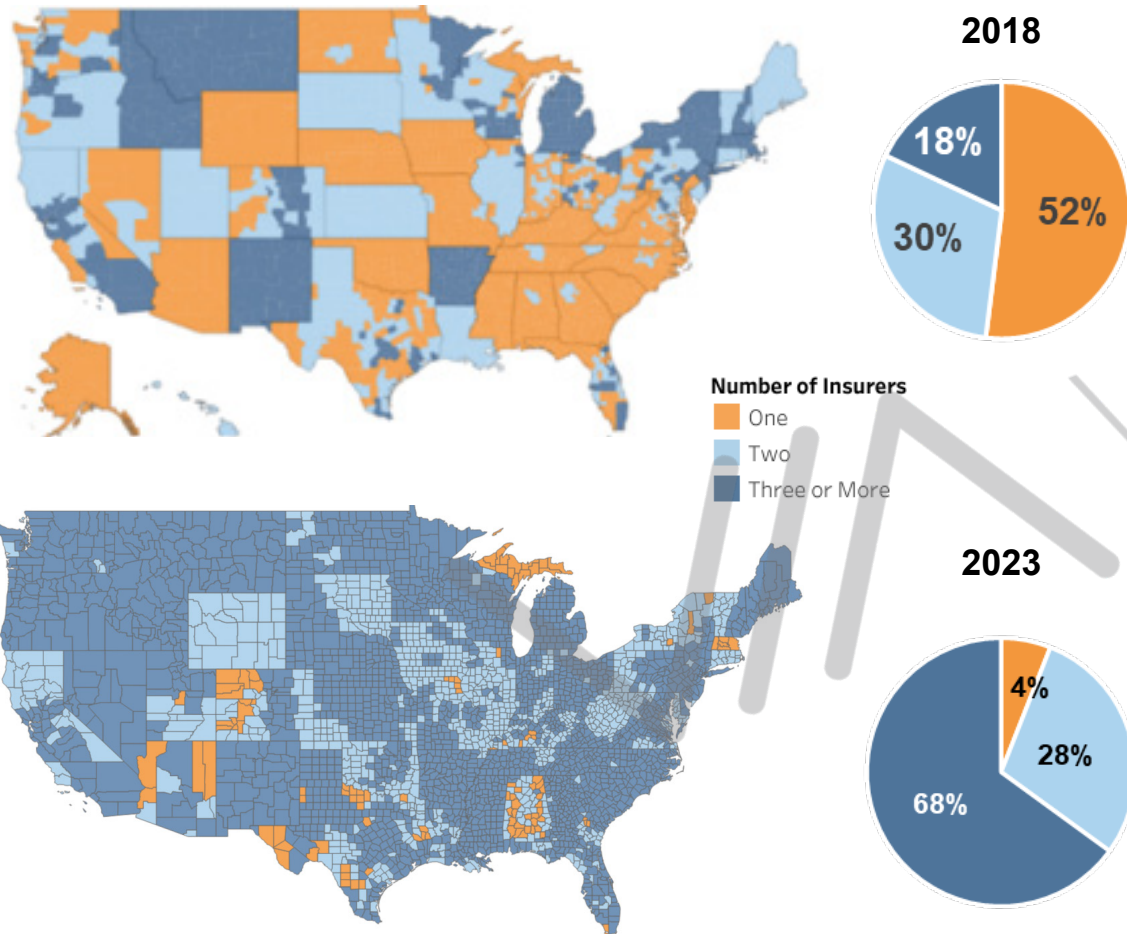 2018
18%
52%
30%
Number of Insurers
One
Two
Three or More
2023
4%
28%
68%